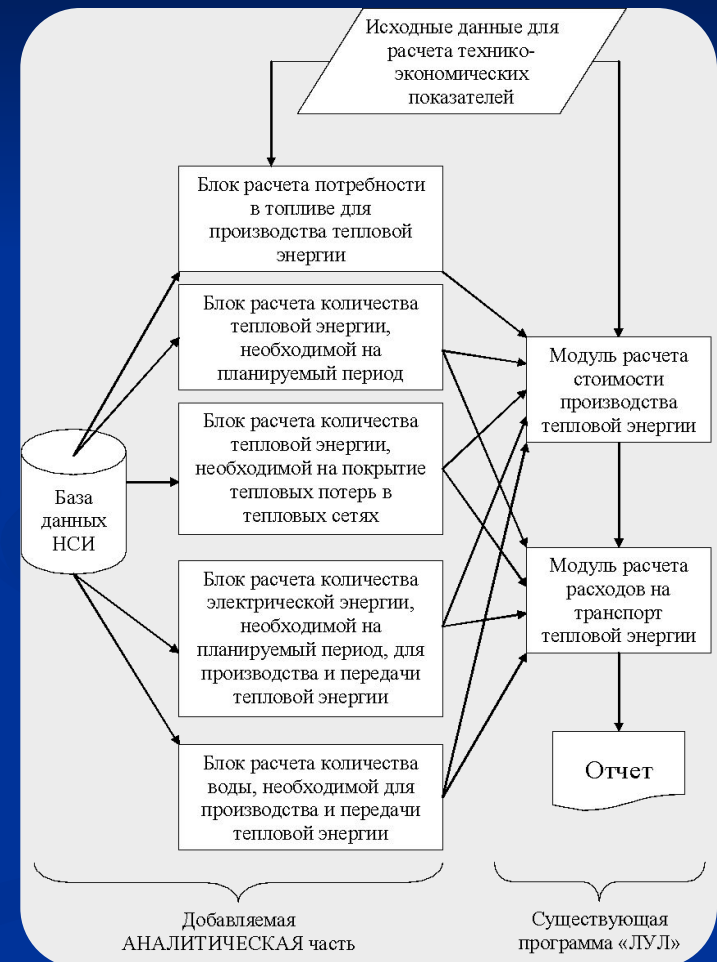 Исходные данные для
расчета технико-
экономических
показателей
Блок расчета потребности
в топливе для
производства тепловой
энергии
Блок расчета количества
тепловой энергии,
необходимой на
планируемый период
Блок расчета количества
тепловой энергии,
необходимой на покрытие
тепловых потерь в
тепловых сетях
Блок расчета количества
электрической энергии,
необходимой на
планируемый период, для
производства и передачи
тепловой энергии
Блок расчета количества
воды, необходимой для
производства и передачи
тепловой энергии
База
данных
НСИ
Модуль расчета
стоимости
производства
тепловой энергии
Модуль расчета
расходов на
транспорт
тепловой энергии
Отчет
Добавляемая
АНАЛИТИЧЕСКАЯ часть
Существующая
программа «ЛУЛ»